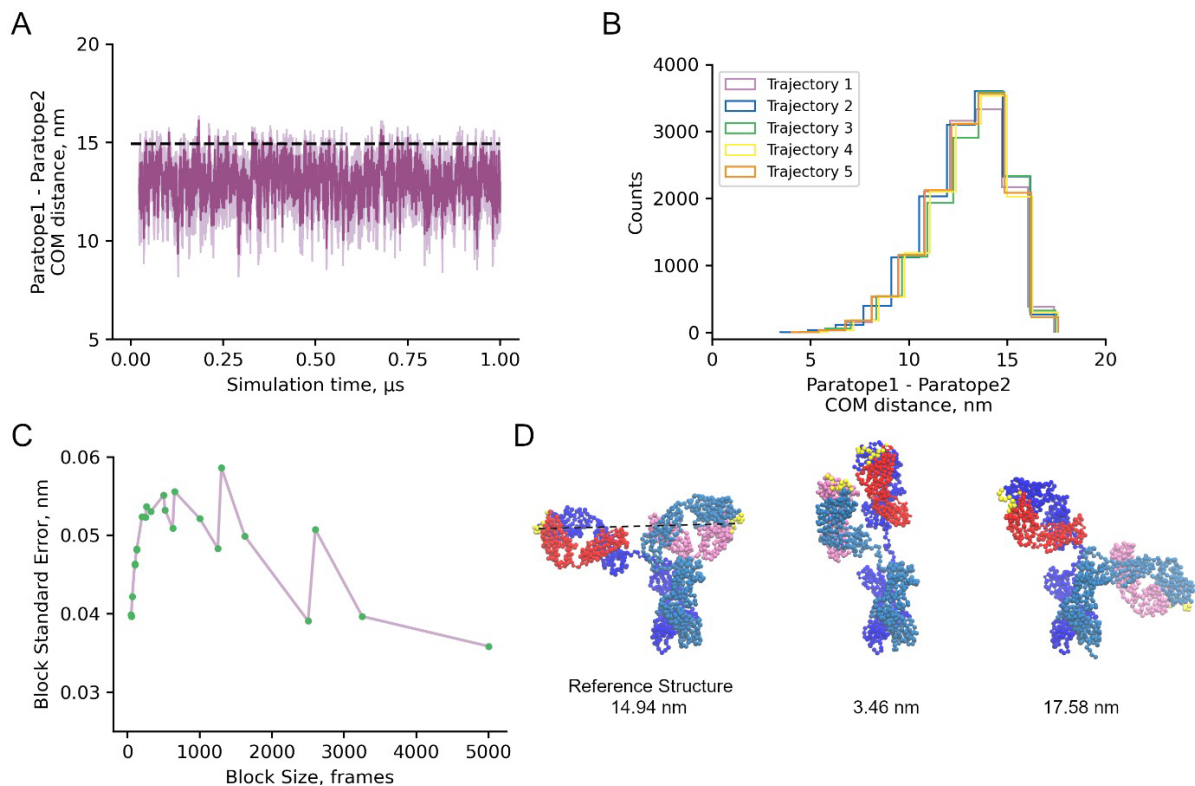 A
Paratope1 - Paratope2
COM distance, nm
20
15
10
5
0.00
0.25
0.50
0.75
1.00
Simulation time, μs
B
Counts
4000
3000
2000
1000
0
Trajectory 1
Trajectory 2
Trajectory 3
Trajectory 4
Trajectory 5
0
5
10
15
20
Paratope1 - Paratope2
COM distance, nm
C
Block Standard Error, nm
0.06
0.05
0.04
0.03
0
1000
2000
3000
4000
5000
Block Size, frames
D
Reference Structure
14.94 nm
3.46 nm
17.58 nm